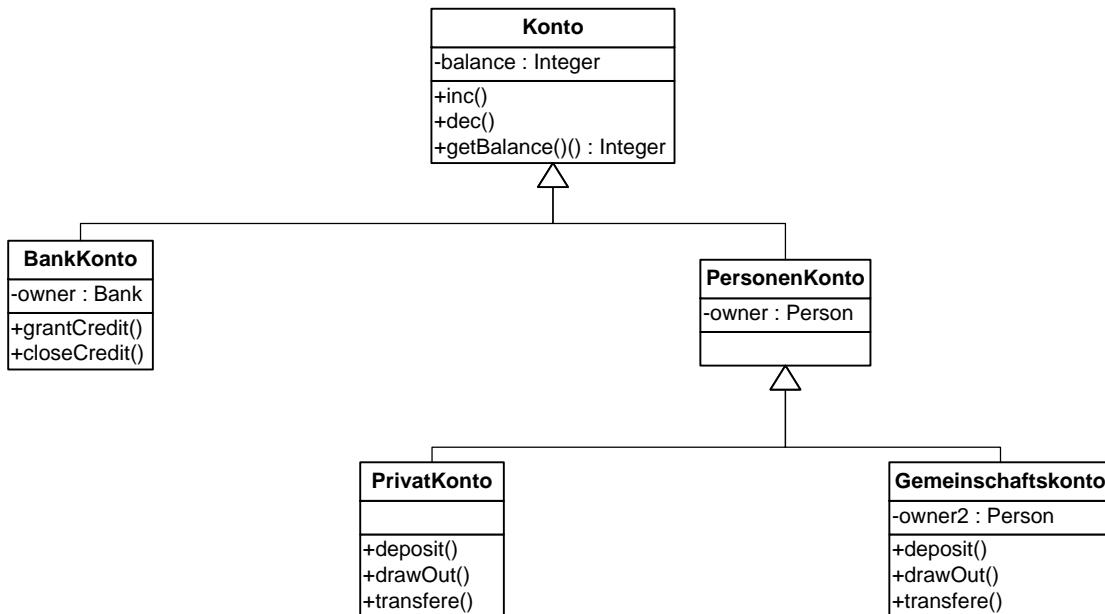 Konto
-balance : Integer
+inc()
+dec()
+getBalance()() : Integer
BankKonto
-owner : Bank
+grantCredit()
+closeCredit()
PersonenKonto
-owner : Person
PrivatKonto
+deposit()
+drawOut()
+transfere()
Gemeinschaftskonto
-owner2 : Person
+deposit()
+drawOut()
+transfere()